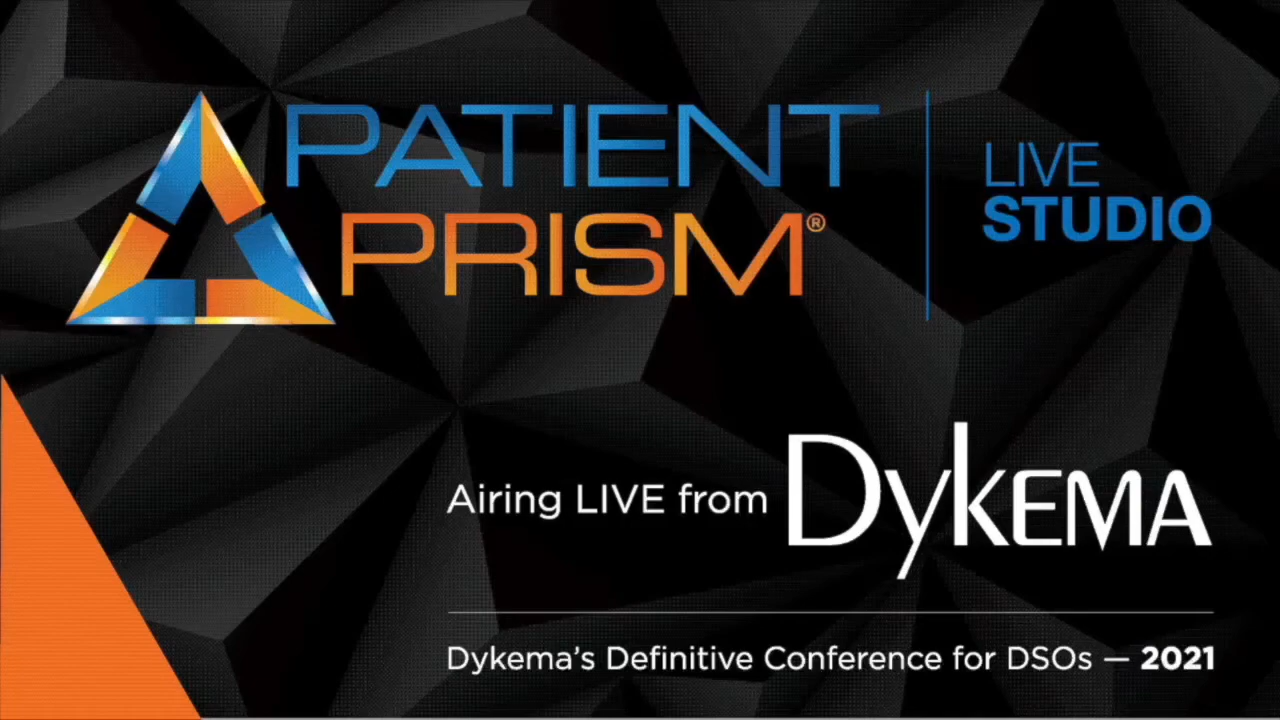 PATIENT
PRISM®
LIVE
STUDIO
Airing LIVE from DYKEMA
Dykema's Definitive Conference for DSOs — 2021